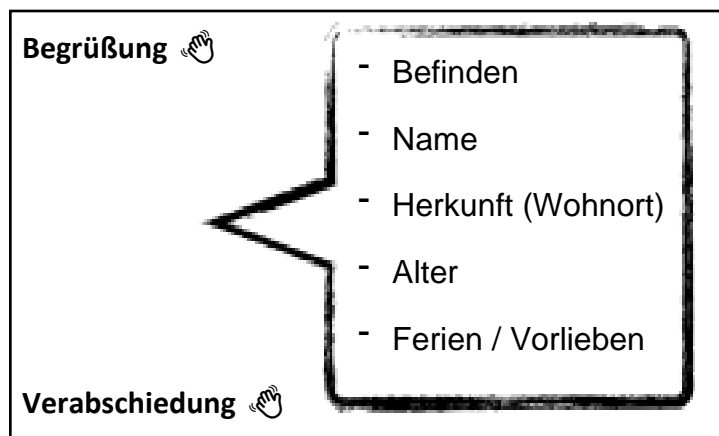 Begrüßung
- Befinden
- Name
- Herkunft (Wohnort)
- Alter
- Ferien / Vorlieben
Verabschiedung